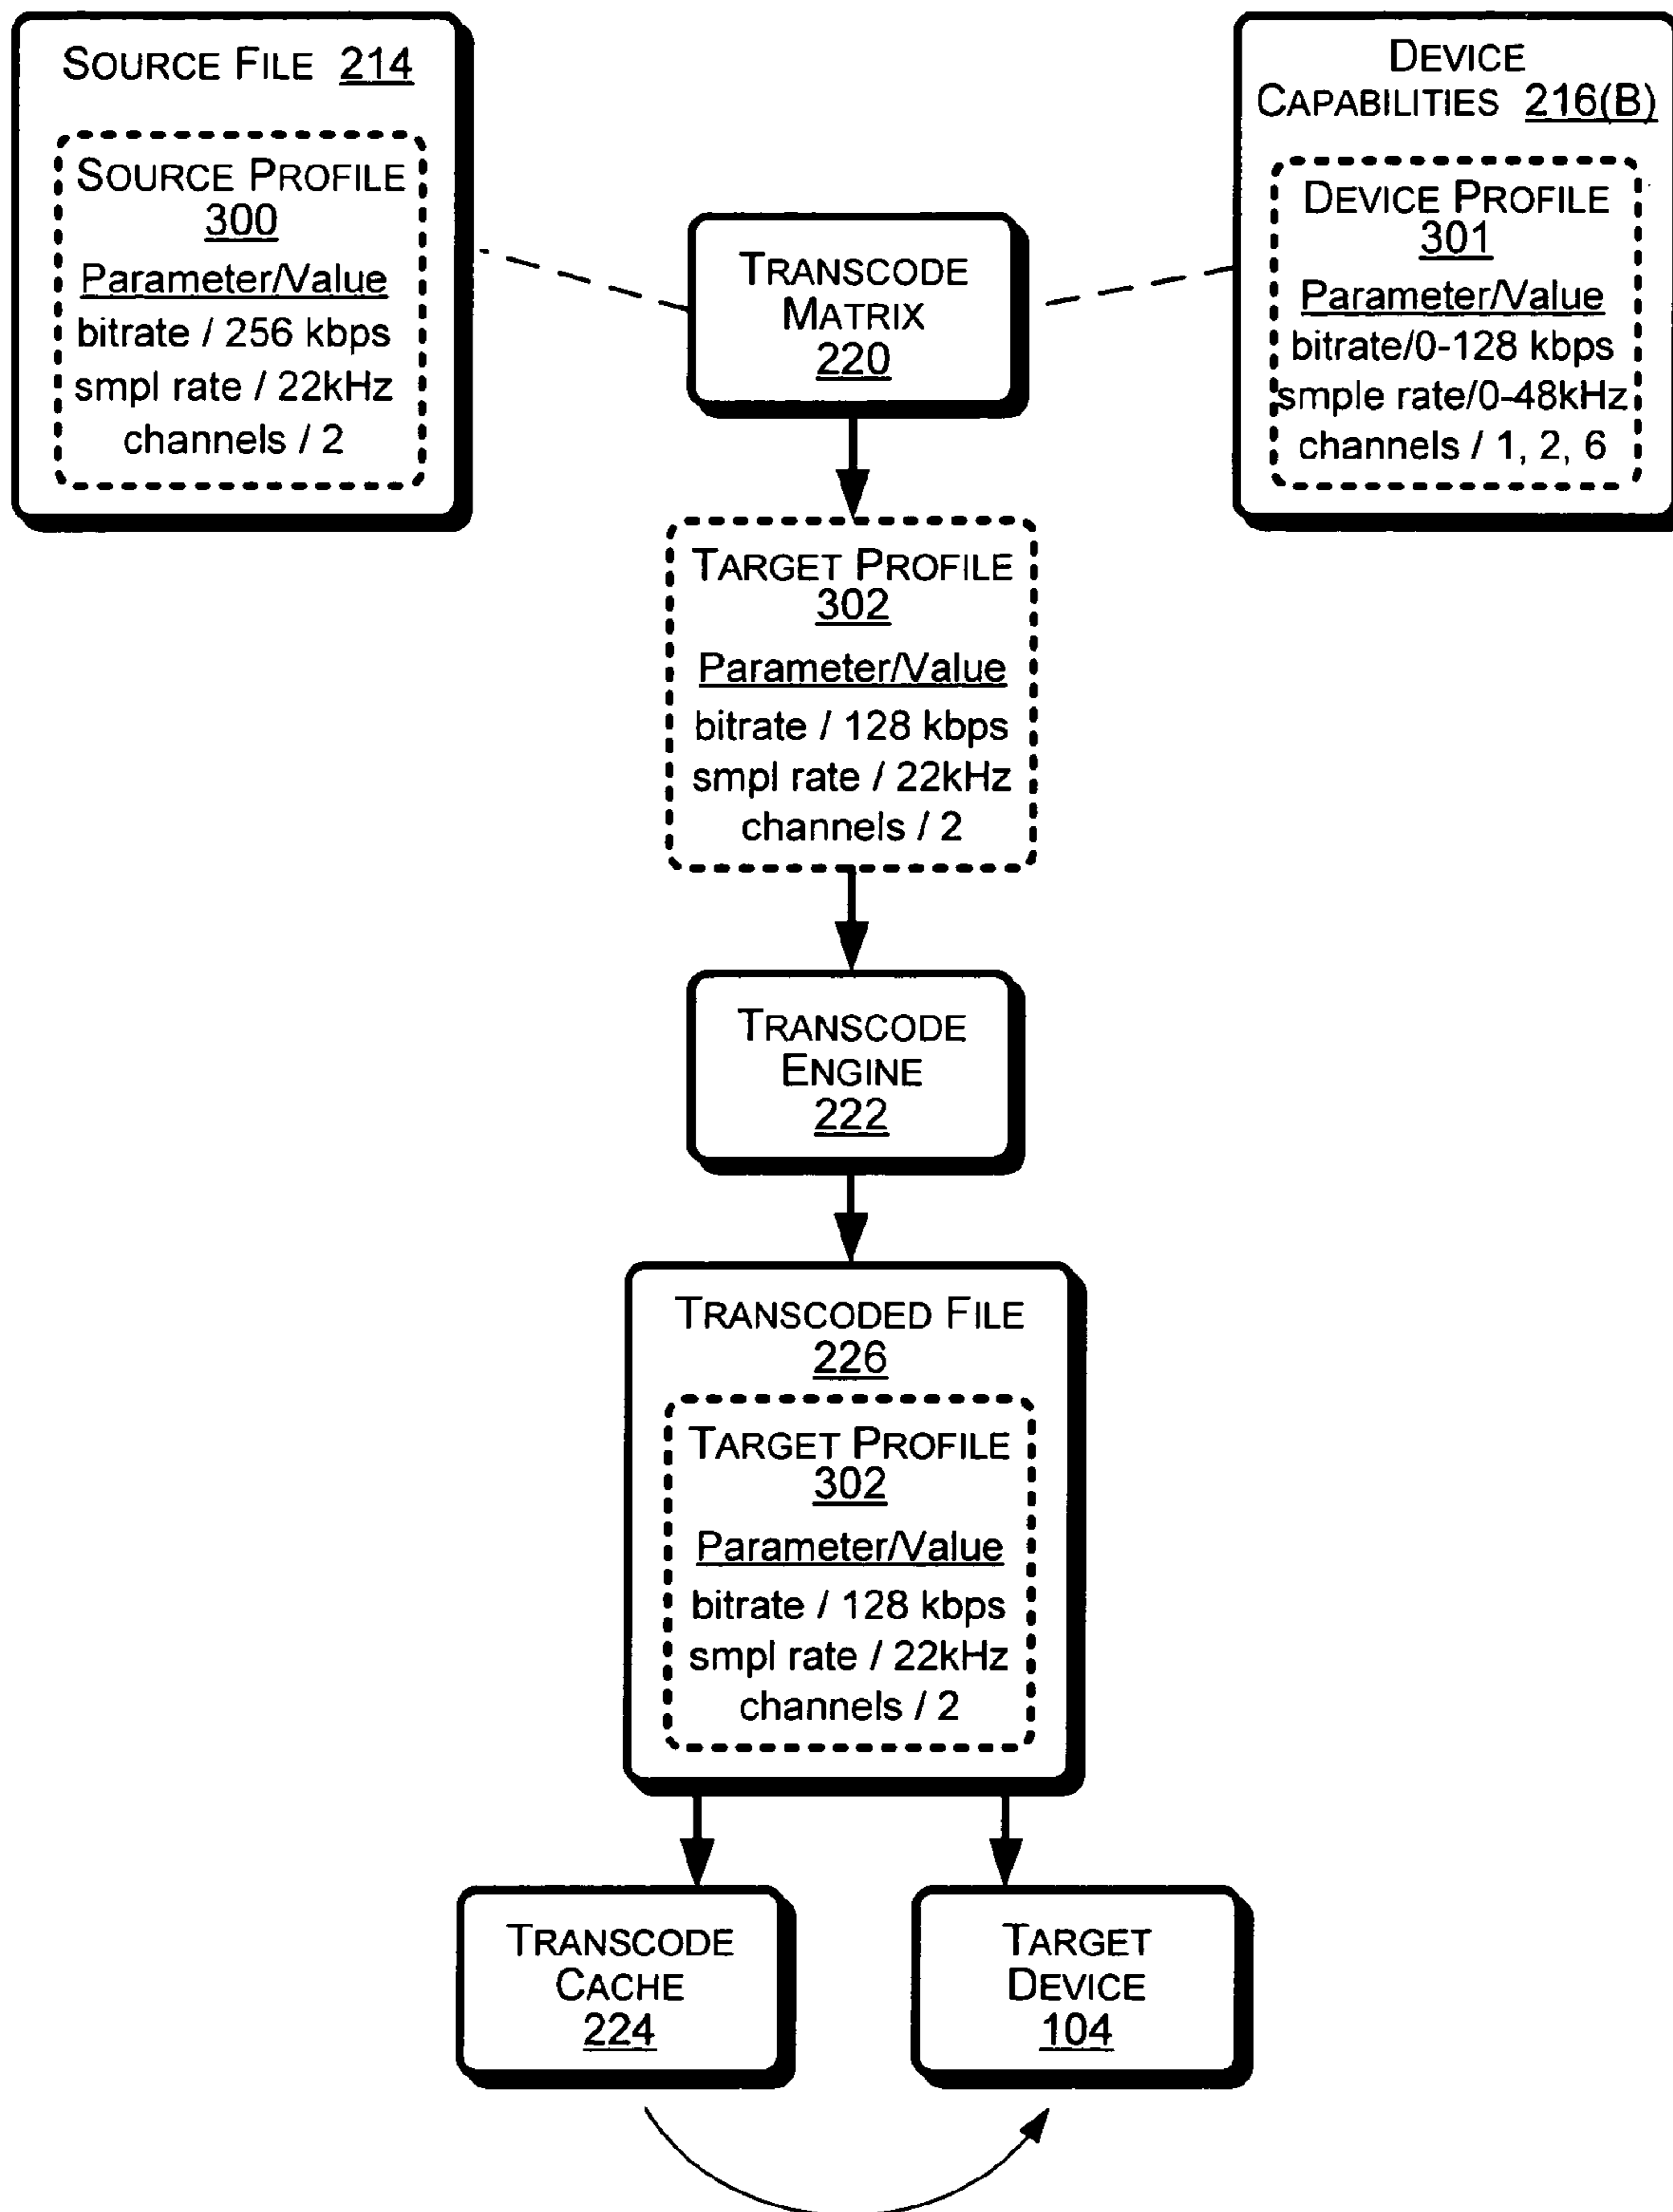 SOURCE FILE 214
SOURCE PROFILE
300
Parameter/Value
bitrate / 256 kbps
smpl rate / 22kHz
channels / 2
DEVICE
CAPABILITIES 216(B)
DEVICE PROFILE
301
Parameter/Value
bitrate/0-128 kbps
smple rate/0-48kHz
channels / 1, 2, 6
TRANSCODE
MATRIX
220
TARGET PROFILE
302
Parameter/Value
bitrate / 128 kbps
smpl rate / 22kHz
channels / 2
TRANSCODE
ENGINE
222
TRANSCODED FILE
226
TARGET PROFILE
302
Parameter/Value
bitrate / 128 kbps
smpl rate / 22kHz
channels / 2
TRANSCODE
CACHE
224
TARGET
DEVICE
104